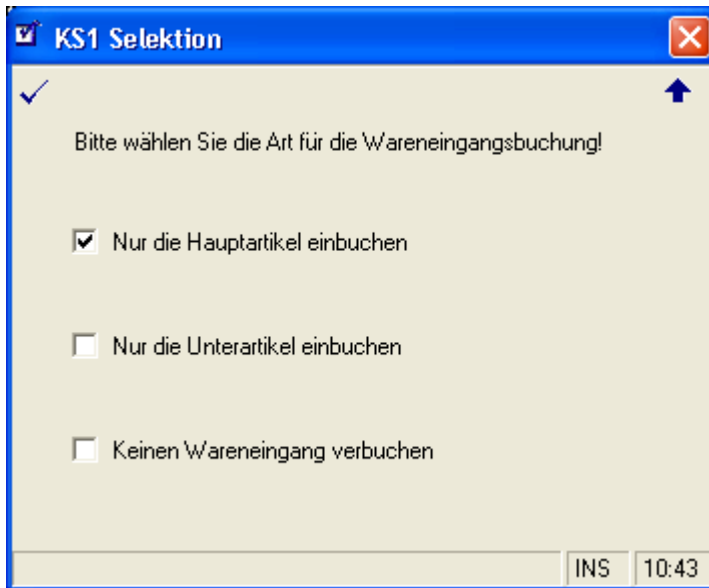 KS1 Selektion
Bitte wählen Sie die Art für die Wareneingangsbuchung!
Nur die Hauptartikel einbuchen
Nur die Unterartikel einbuchen
Keinen Wareneingang verbuchen
INS 10:43